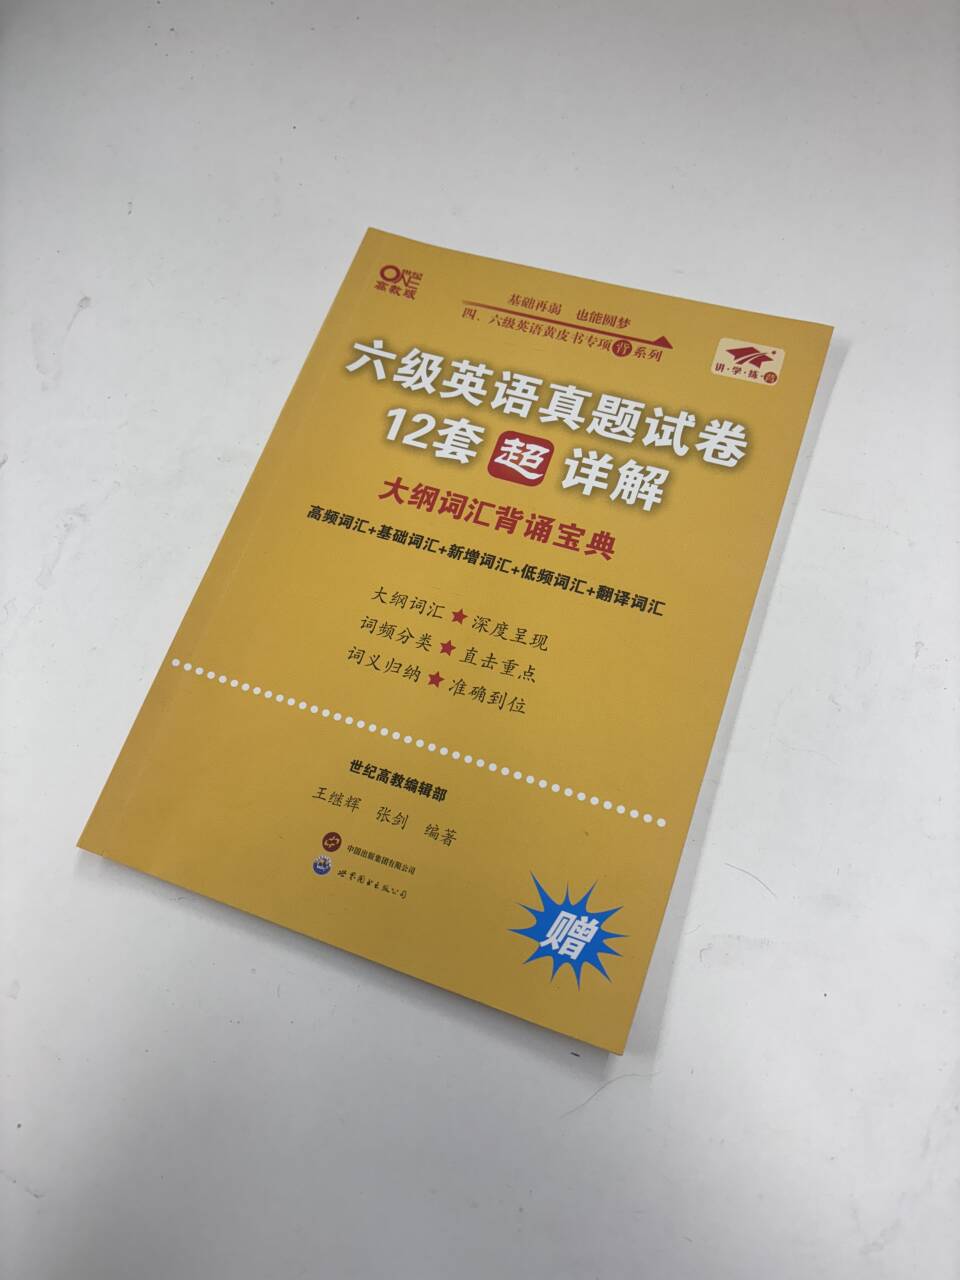 世纪
ONE
高教版
基础再弱 也能圆梦
四、六级英语黄皮书专项背系列
讲·学·练·背
六级英语真题试卷
12套超详解
大纲词汇背诵宝典
高频词汇+基础词汇+新增词汇+低频词汇+翻译词汇
大纲词汇★深度呈现
词频分类★直击重点
词义归纳★准确到位
世纪高教编辑部
王继辉 张剑 编著
中国出版集团有限公司
世界图书出版公司
赠